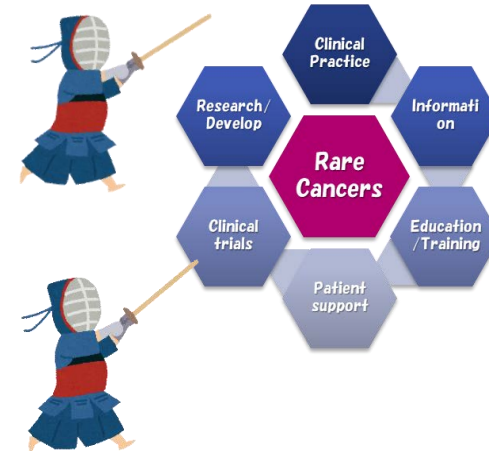 Clinical
Practice
Research/
Develop
Informati
on
Rare
Cancers
Clinical
trials
Education
/Training
Patient
support